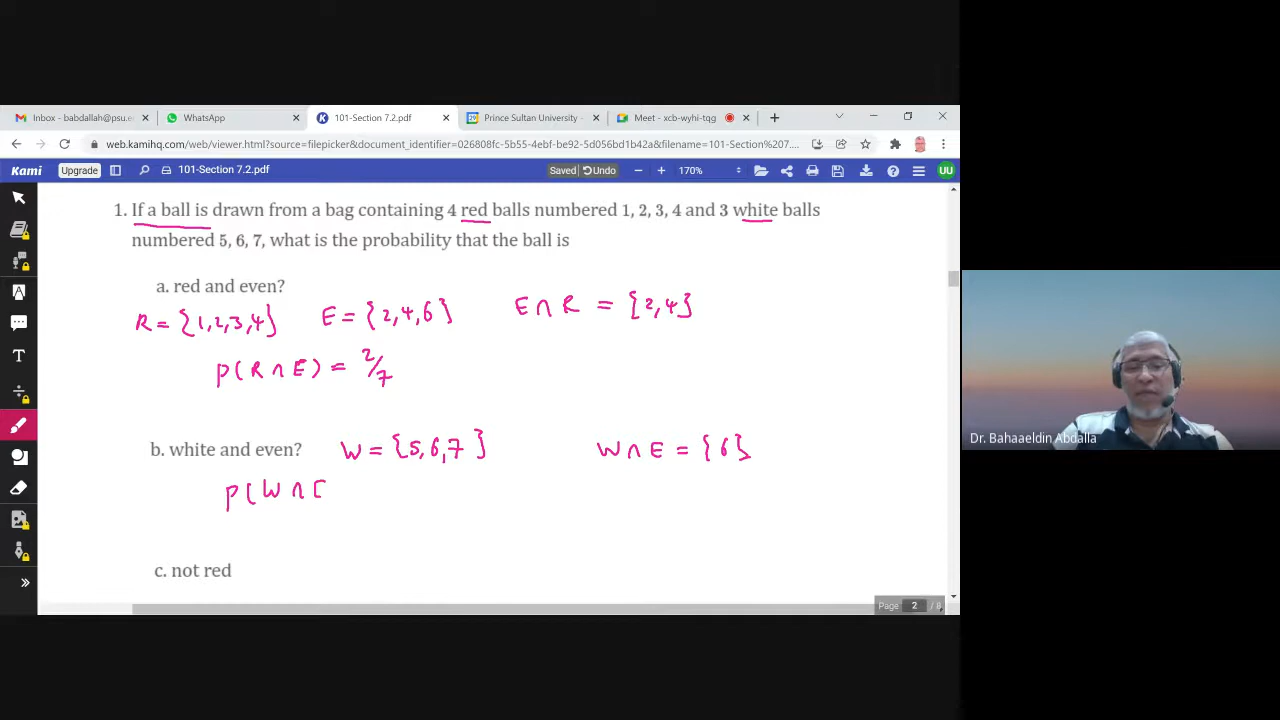 Inbox - babdallah@psu.e
WhatsApp
101-Section 7.2.pdf
Prince Sultan University -
Meet - xcb-wyhi-tqg
web.kamihq.com/web/viewer.html?source=filepicker&document_identifier=026808fc-5b55-4ebf-be92-5d056bd1b42a&filename=101-Section%207....
Kami Upgrade 101-Section 7.2.pdf Saved Undo 170% UU
1. If a ball is drawn from a bag containing 4 red balls numbered 1, 2, 3, 4 and 3 white balls
numbered 5, 6, 7, what is the probability that the ball is
a. red and even?
R = {1,2,3,4} E = {2,4,6} E ∩ R = {2,4}
P(R ∩ E) = 2/7
b. white and even? W = {5,6,7} W ∩ E = {6}
P(W ∩ [
c. not red
Page 2 / 8
Dr. Bahaaeldin Abdalla